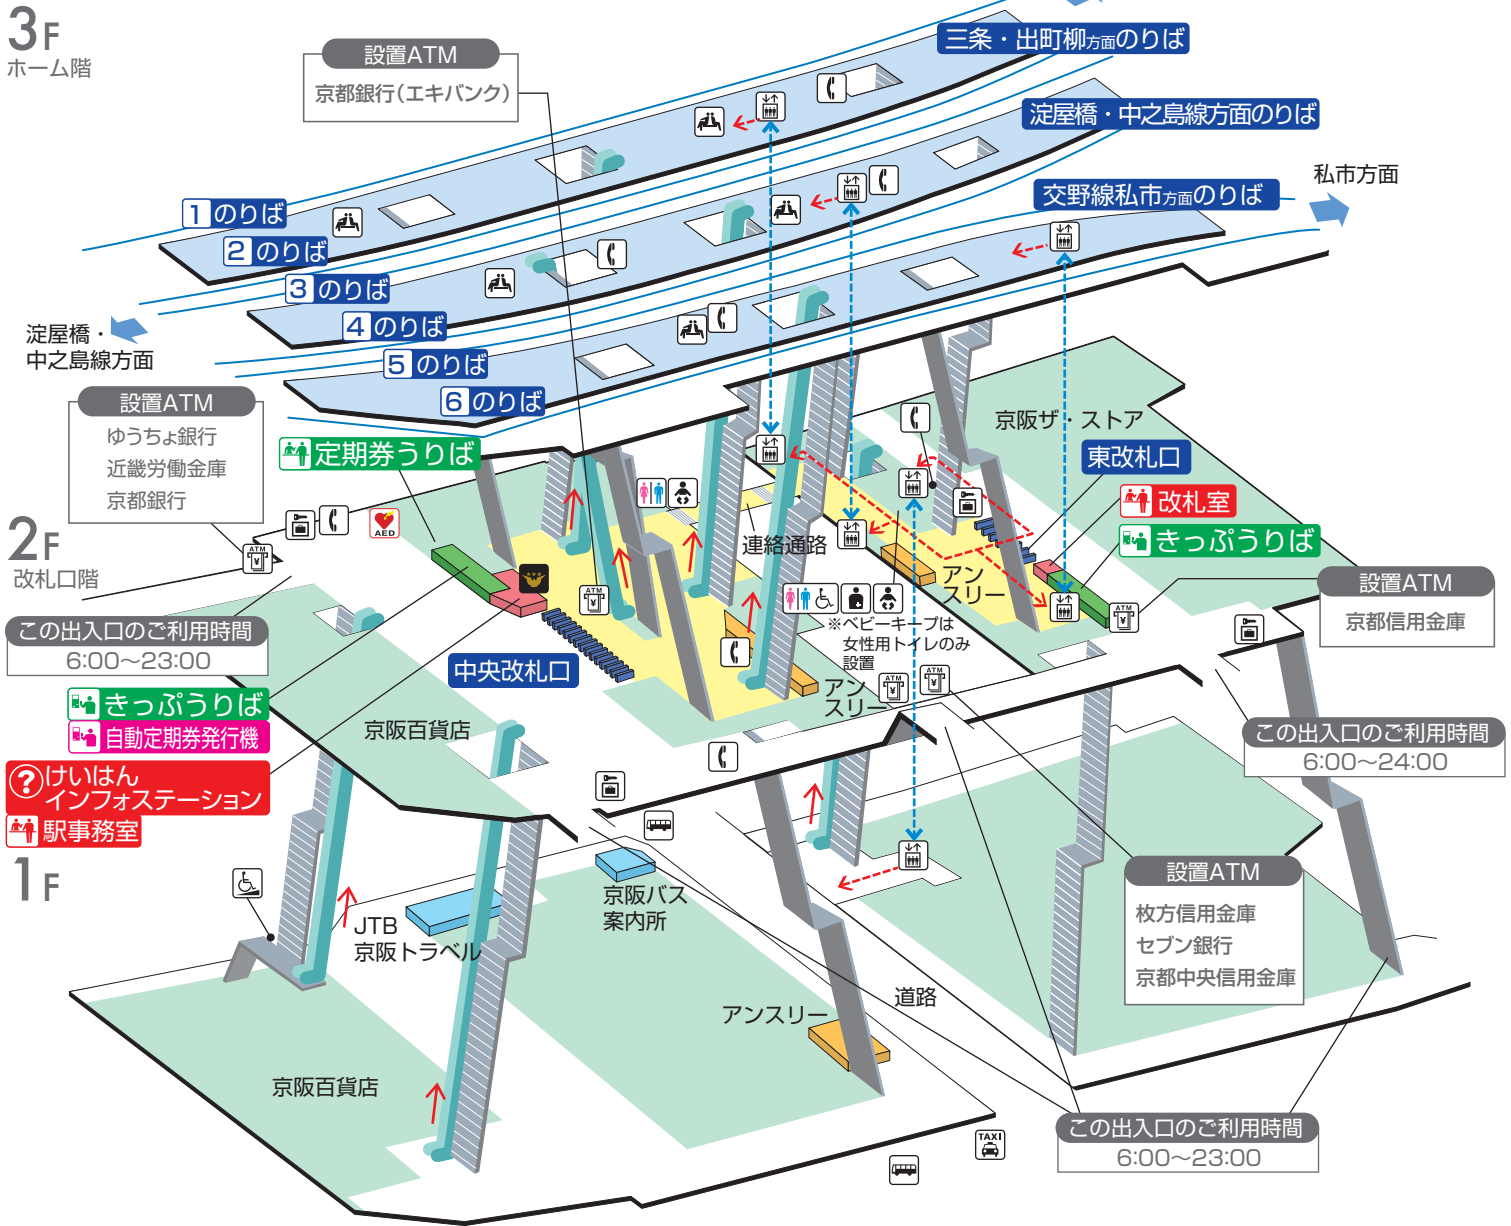 3F
ホーム階
設置ATM
京都銀行(エキバンク)
三条・出町柳方面のりば
淀屋橋・中之島線方面のりば
交野線私市方面のりば
私市方面
1 のりば
2 のりば
3 のりば
4 のりば
5 のりば
6 のりば
淀屋橋・
中之島線方面
設置ATM
ゆうちょ銀行
近畿労働金庫
京都銀行
定期券うりば
AED
2F
改札口階
ATM
¥
ATM
¥
京阪ザ・ストア
東改札口
改札室
きっぷうりば
連絡通路
アン
スリー
※ベビーキープは
女性用トイレのみ
設置
ATM
¥
設置ATM
京都信用金庫
この出入口のご利用時間
6:00〜23:00
中央改札口
きっぷうりば
自動定期券発行機
京阪百貨店
アン
スリー
ATM
¥
ATM
¥
?けいはん
インフォステーション
駅事務室
この出入口のご利用時間
6:00〜24:00
1F
JTB
京阪トラベル
京阪バス
案内所
設置ATM
枚方信用金庫
セブン銀行
京都中央信用金庫
道路
アンスリー
京阪百貨店
TAXI
この出入口のご利用時間
6:00〜23:00